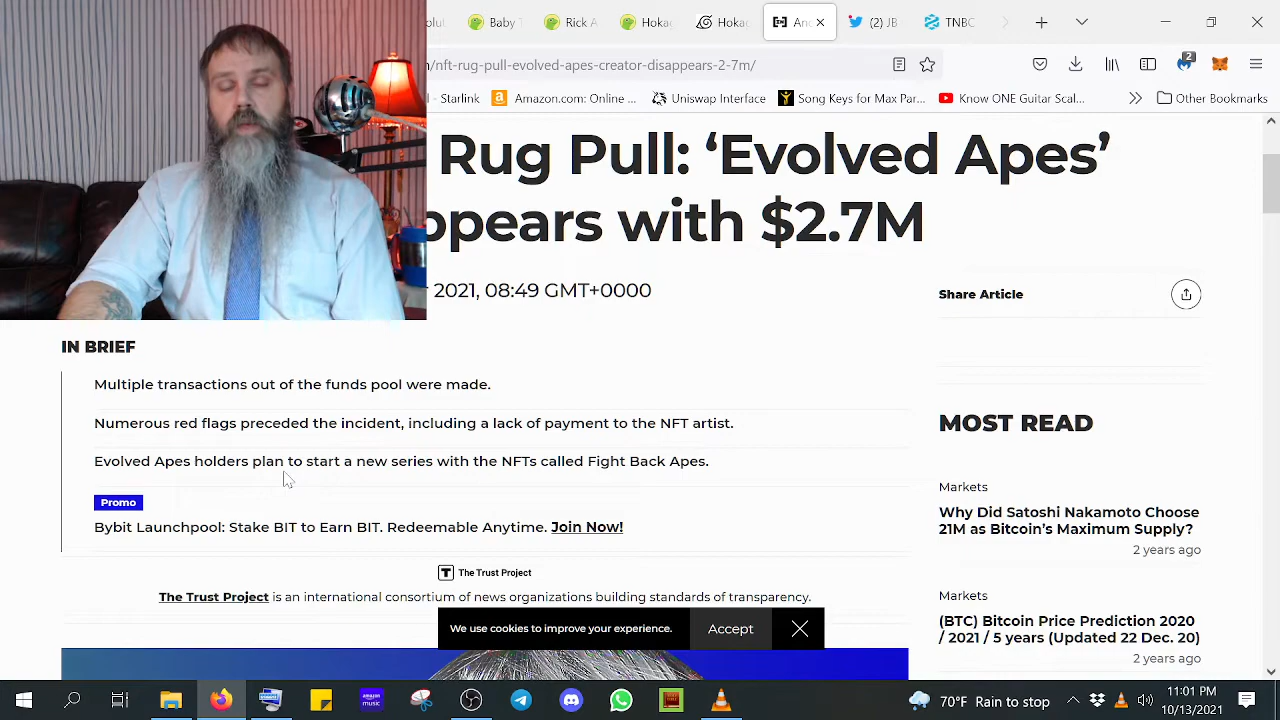 olut
Baby T
Rick A
Hokac
Hokac
Anc
(2) JB
TNBC
n/nft-rug-pull-evolved-apes-creator-disappears-2-7m/
2
- Starlink
Amazon.com: Online ...
Uniswap Interface
Song Keys for Max Par...
Know ONE Guitar Scal...
Other Bookmarks
Rug Pull: ‘Evolved Apes’
ppears with $2.7M
2021, 08:49 GMT+0000
Share Article
IN BRIEF
Multiple transactions out of the funds pool were made.
Numerous red flags preceded the incident, including a lack of payment to the NFT artist.
Evolved Apes holders plan to start a new series with the NFTs called Fight Back Apes.
Promo
Bybit Launchpool: Stake BIT to Earn BIT. Redeemable Anytime. Join Now!
The Trust Project
The Trust Project is an international consortium of news organizations building standards of transparency.
We use cookies to improve your experience.
Accept
MOST READ
Markets
Why Did Satoshi Nakamoto Choose
21M as Bitcoin's Maximum Supply?
2 years ago
Markets
(BTC) Bitcoin Price Prediction 2020
/ 2021 / 5 years (Updated 22 Dec. 20)
2 years ago
amazon
music
70°F Rain to stop
11:01 PM
10/13/2021